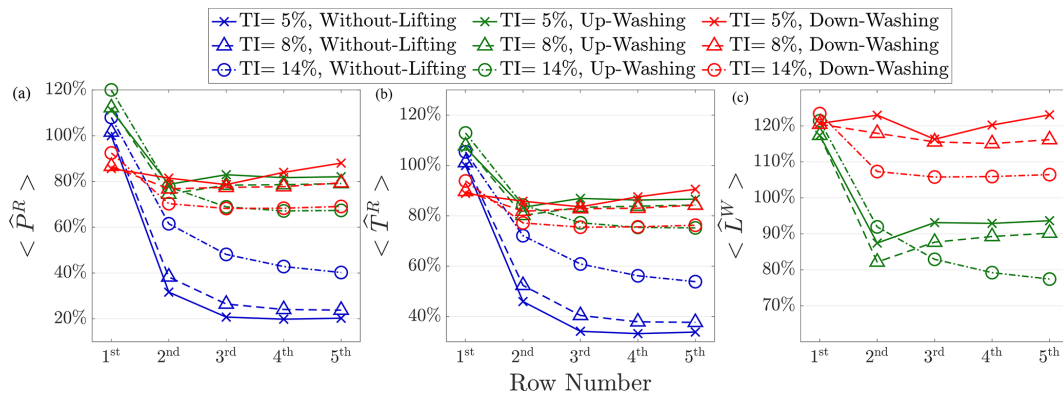 TI= 5%, Without-Lifting TI= 5%, Up-Washing TI= 5%, Down-Washing
TI= 8%, Without-Lifting TI= 8%, Up-Washing TI= 8%, Down-Washing
TI= 14%, Without-Lifting TI= 14%, Up-Washing TI= 14%, Down-Washing
(a)
120%
100%
80%
60%
40%
20%
< P̂ᴿ >
1st 2nd 3rd 4th 5th
(b)
120%
100%
80%
60%
40%
< T̂ᴿ >
1st 2nd 3rd 4th 5th
Row Number
(c)
120%
110%
100%
90%
80%
70%
< L̂ᵂ >
1st 2nd 3rd 4th 5th